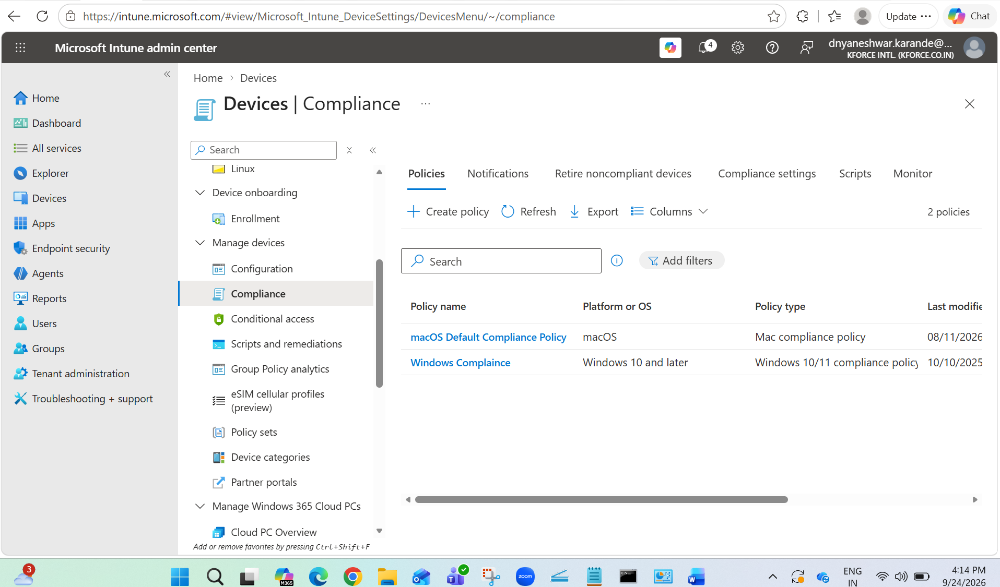 https://intune.microsoft.com/#view/Microsoft_Intune_DeviceSettings/DevicesMenu/~/compliance
Update
Chat
Microsoft Intune admin center
4
dnyaneshwar.karande@...
KFORCE INTL. (KFORCE.CO.IN)
Home
Dashboard
All services
Explorer
Devices
Apps
Endpoint security
Agents
Reports
Users
Groups
Tenant administration
Troubleshooting + support
Home > Devices
Devices | Compliance
...
Search
Linux
Device onboarding
Enrollment
Manage devices
Configuration
Compliance
Conditional access
Scripts and remediations
Group Policy analytics
eSIM cellular profiles
(preview)
Policy sets
Device categories
Partner portals
Manage Windows 365 Cloud PCs
Cloud PC Overview
Add or remove favorites by pressing Ctrl+Shift+F
Policies Notifications Retire noncompliant devices Compliance settings Scripts Monitor
Create policy Refresh Export Columns 2 policies
Search
Add filters
Policy name Platform or OS Policy type Last modifie
macOS Default Compliance Policy macOS Mac compliance policy 08/11/2026
Windows Complaince Windows 10 and later Windows 10/11 compliance policy 10/10/2025
3
M365
zoom
ENG
IN
4:14 PM
9/24/2026